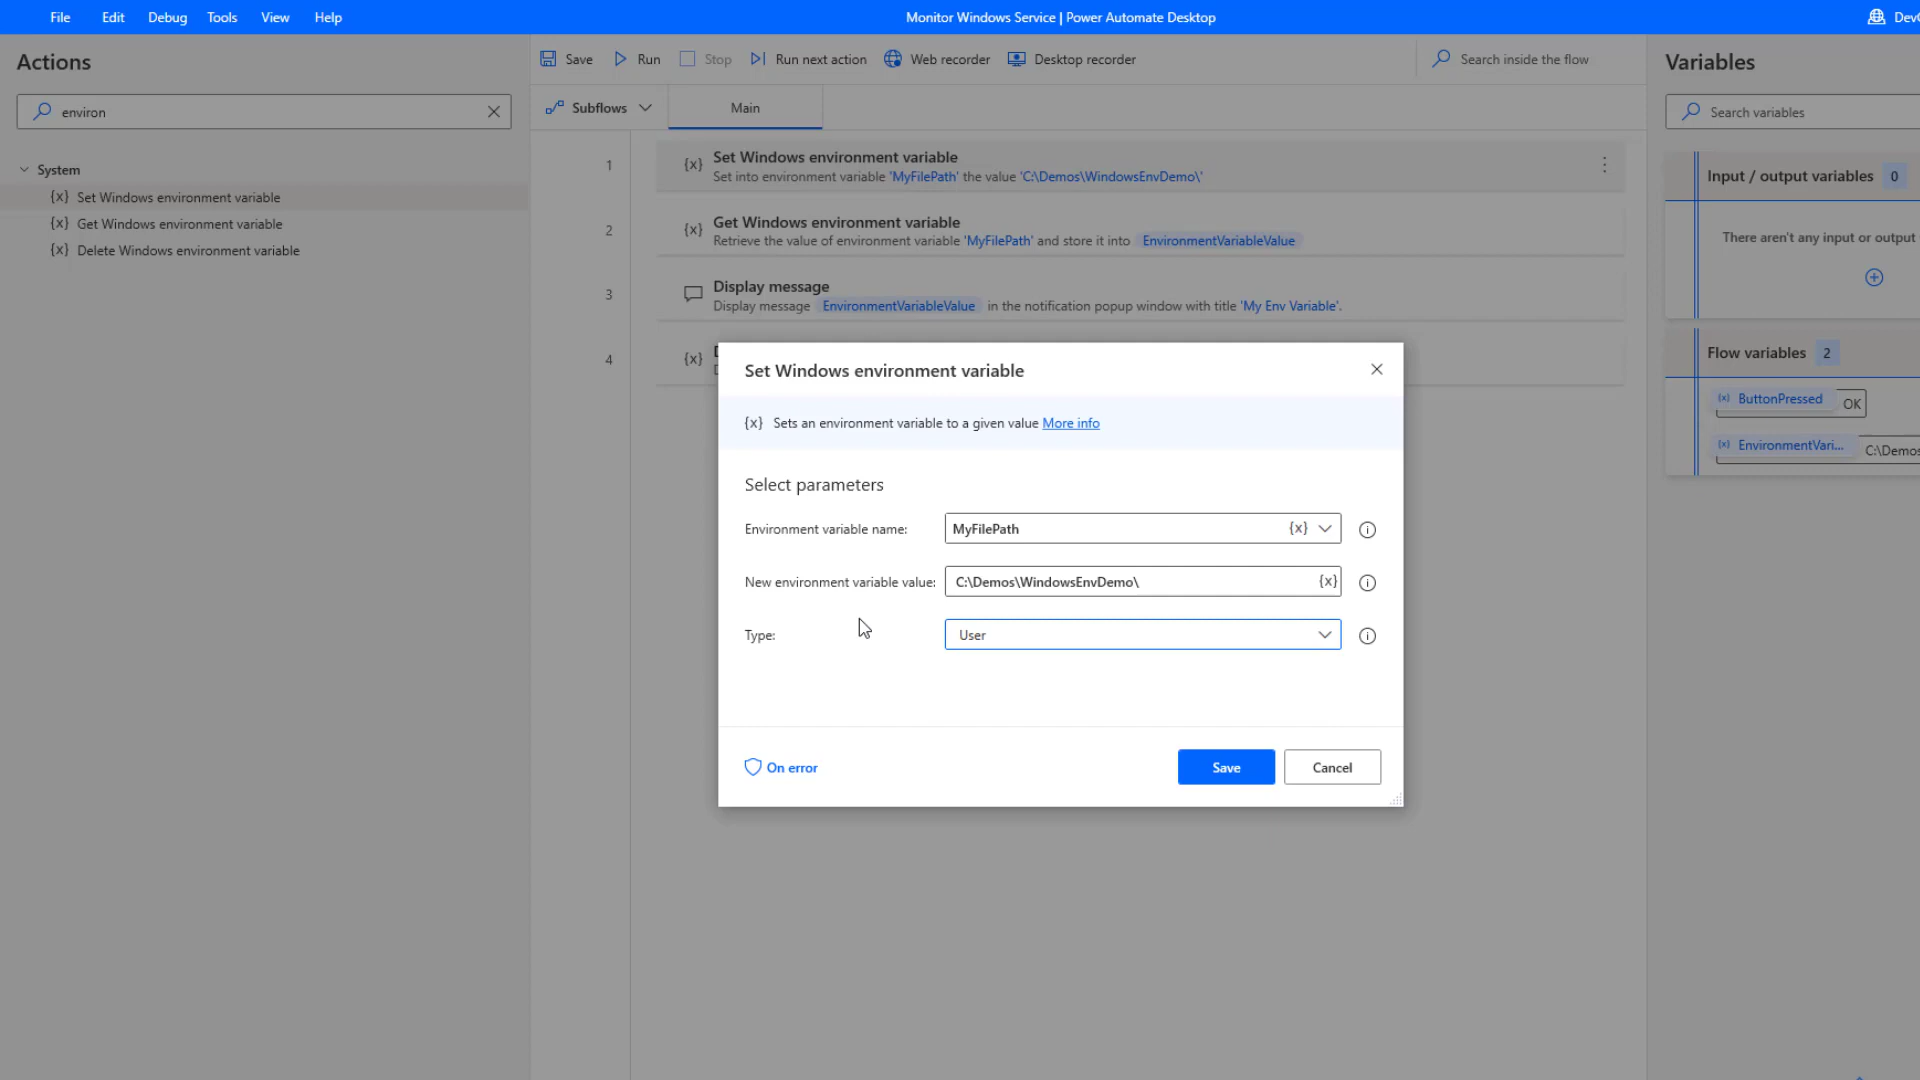 File Edit Debug Tools View Help
Monitor Windows Service | Power Automate Desktop
Actions
environ
System
{x} Set Windows environment variable
{x} Get Windows environment variable
{x} Delete Windows environment variable
Save Run Stop Run next action Web recorder Desktop recorder
Search inside the flow
Subflows
Main
1
{x} Set Windows environment variable
Set into environment variable 'MyFilePath' the value 'C:\Demos\WindowsEnvDemo\'
2
{x} Get Windows environment variable
Retrieve the value of environment variable 'MyFilePath' and store it into EnvironmentVariableValue
3
Display message
Display message EnvironmentVariableValue in the notification popup window with title 'My Env Variable'.
4
{x}
Set Windows environment variable
{x} Sets an environment variable to a given value More info
Select parameters
Environment variable name: MyFilePath {x}
New environment variable value: C:\Demos\WindowsEnvDemo\ {x}
Type: User
On error
Save
Cancel
Variables
Search variables
Input / output variables 0
There aren't any input or output
Flow variables 2
(x) ButtonPressed OK
(x) EnvironmentVari... C:\Demos